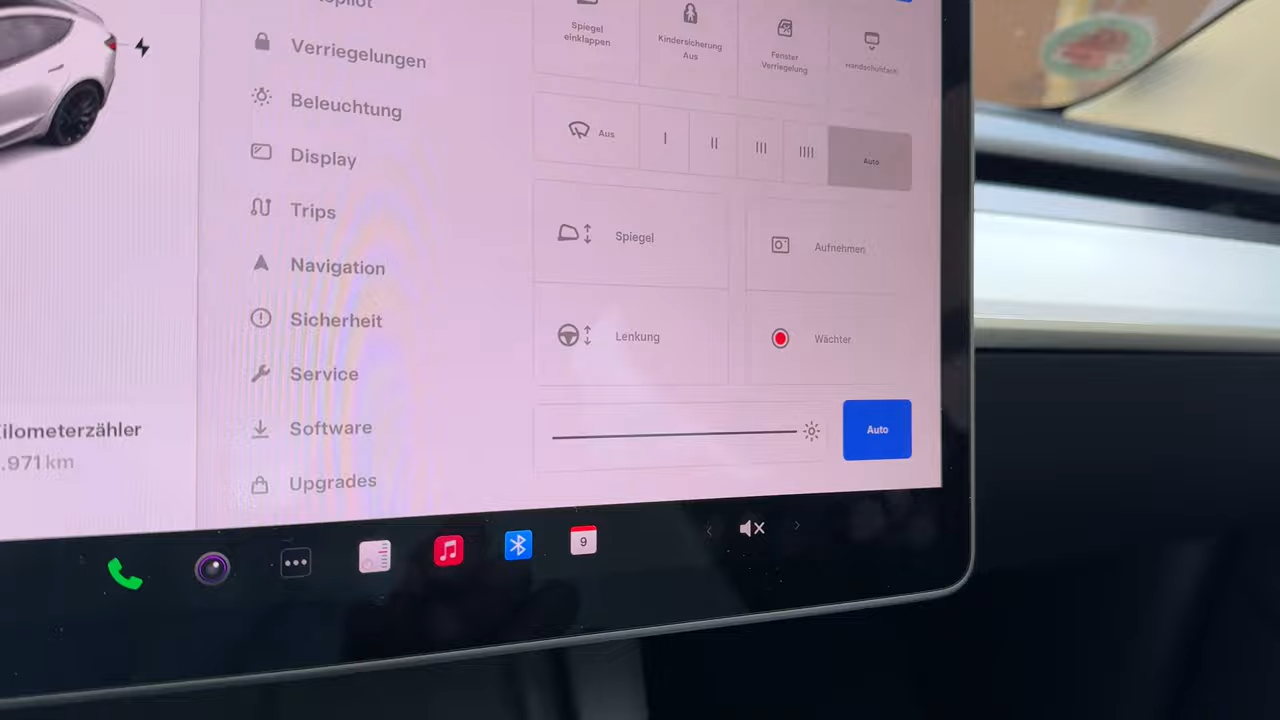 Verriegelungen
Beleuchtung
Display
Trips
Navigation
Sicherheit
Service
Software
Upgrades
Spiegel
einklappen
Kindersicherung
Aus
Fenster
Verriegelung
Handschuhfach
Aus
I
II
III
IIII
Auto
Spiegel
Aufnehmen
Lenkung
Wächter
Auto
ilometerzähler
.971 km
9